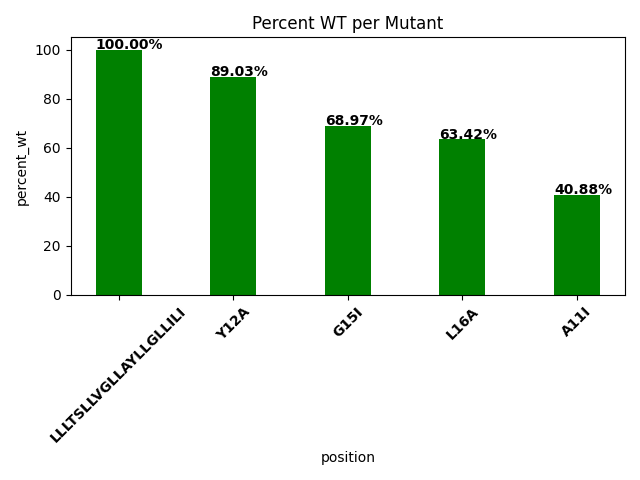 Percent WT per Mutant
percent_wt
100
80
60
40
20
0
100.00%
89.03%
68.97%
63.42%
40.88%
LLLTSLLVGLLAYLLGLLILI
Y12A
G15I
L16A
A11I
position